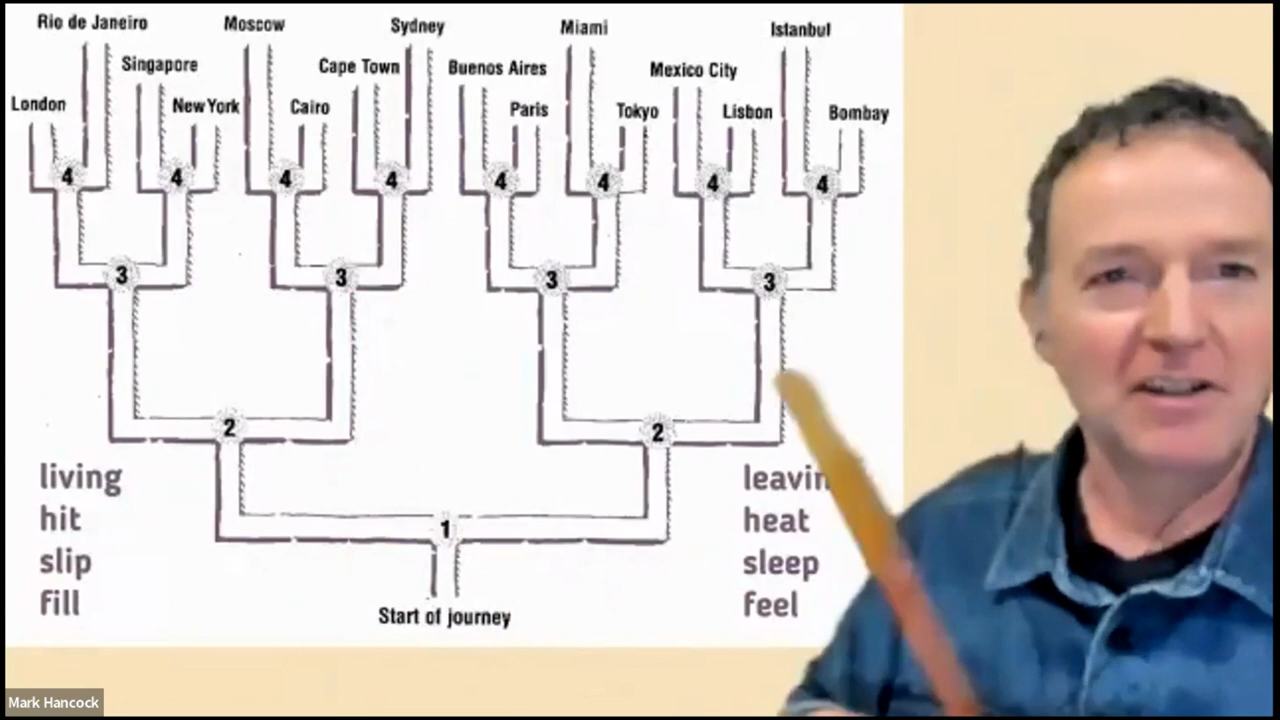 Rio de Janeiro
Moscow
Sydney
Miami
Istanbul
Singapore
Cape Town
Buenos Aires
Mexico City
London
New York
Cairo
Paris
Tokyo
Lisbon
Bombay
4 4 4 4 4 4 4 4
3 3 3 3
2 2
living
hit
slip
fill
leavin
heat
sleep
feel
1
Start of journey
Mark Hancock